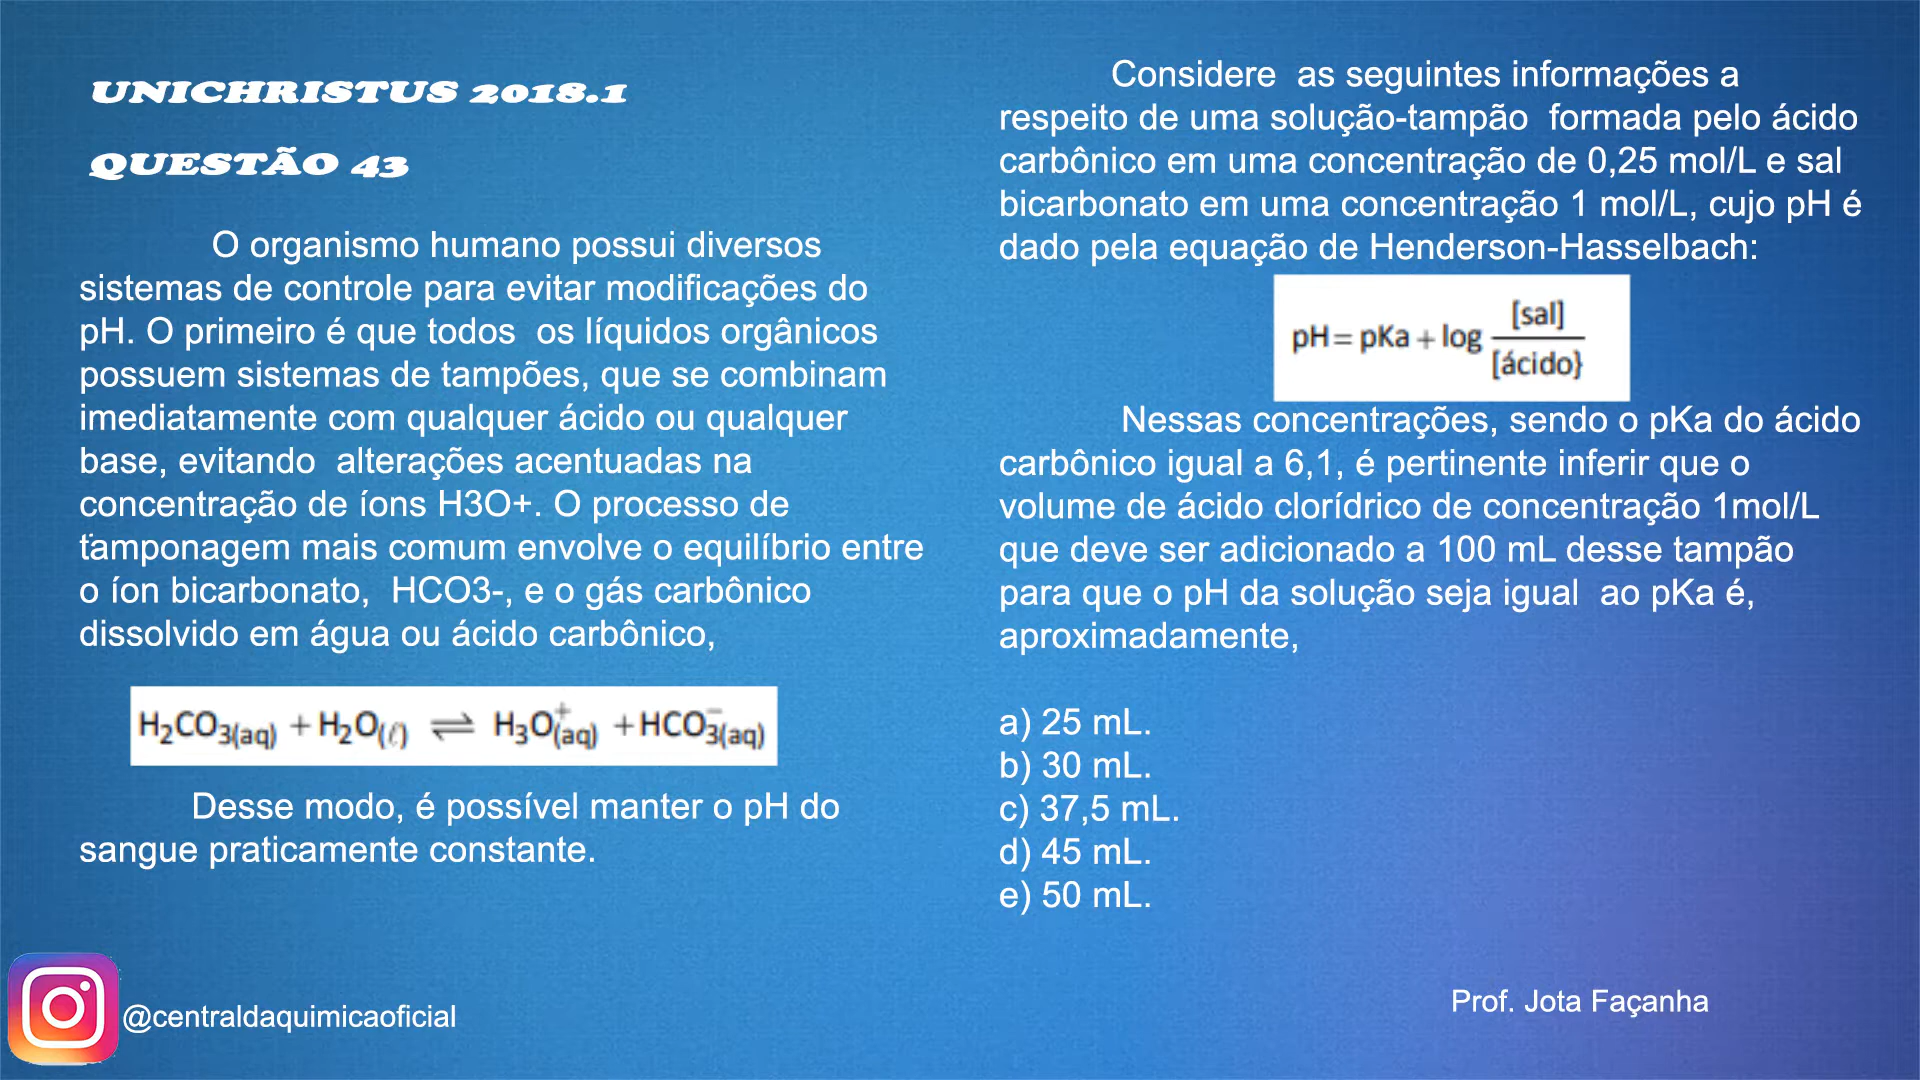 UNICHRISTUS 2018.1
QUESTÃO 43
O organismo humano possui diversos
sistemas de controle para evitar modificações do
pH. O primeiro é que todos os líquidos orgânicos
possuem sistemas de tampões, que se combinam
imediatamente com qualquer ácido ou qualquer
base, evitando alterações acentuadas na
concentração de íons H3O+. O processo de
tamponagem mais comum envolve o equilíbrio entre
o íon bicarbonato, HCO3-, e o gás carbônico
dissolvido em água ou ácido carbônico,
H₂CO₃(aq) + H₂O(ℓ) ⇌ H₃O⁺(aq) + HCO₃⁻(aq)
Desse modo, é possível manter o pH do
sangue praticamente constante.
@centraldaquimicaoficial
Considere as seguintes informações a
respeito de uma solução-tampão formada pelo ácido
carbônico em uma concentração de 0,25 mol/L e sal
bicarbonato em uma concentração 1 mol/L, cujo pH é
dado pela equação de Henderson-Hasselbach:
pH = pKa + log [sal]/[ácido}
Nessas concentrações, sendo o pKa do ácido
carbônico igual a 6,1, é pertinente inferir que o
volume de ácido clorídrico de concentração 1mol/L
que deve ser adicionado a 100 mL desse tampão
para que o pH da solução seja igual ao pKa é,
aproximadamente,
a) 25 mL.
b) 30 mL.
c) 37,5 mL.
d) 45 mL.
e) 50 mL.
Prof. Jota Façanha